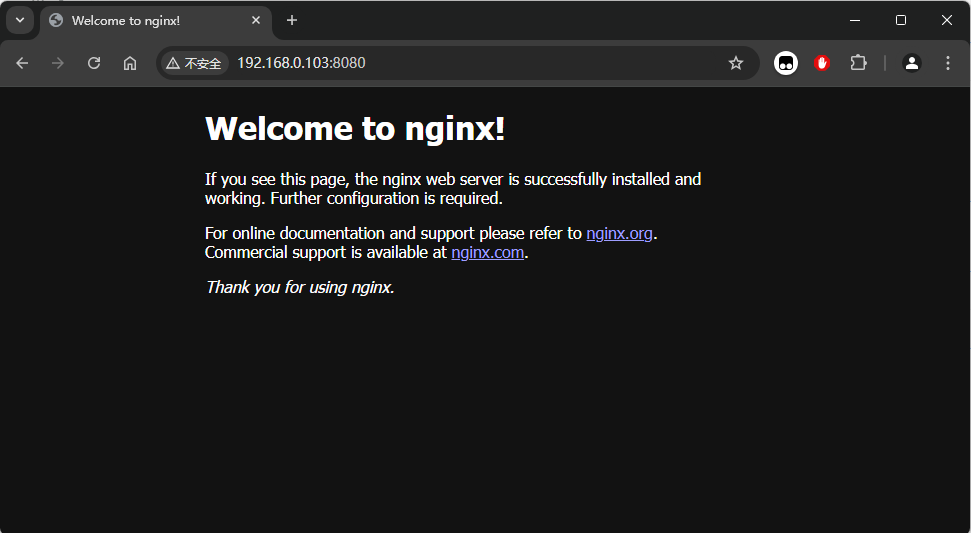 Welcome to nginx!
不安全 192.168.0.103:8080
Welcome to nginx!
If you see this page, the nginx web server is successfully installed and
working. Further configuration is required.
For online documentation and support please refer to nginx.org.
Commercial support is available at nginx.com.
Thank you for using nginx.